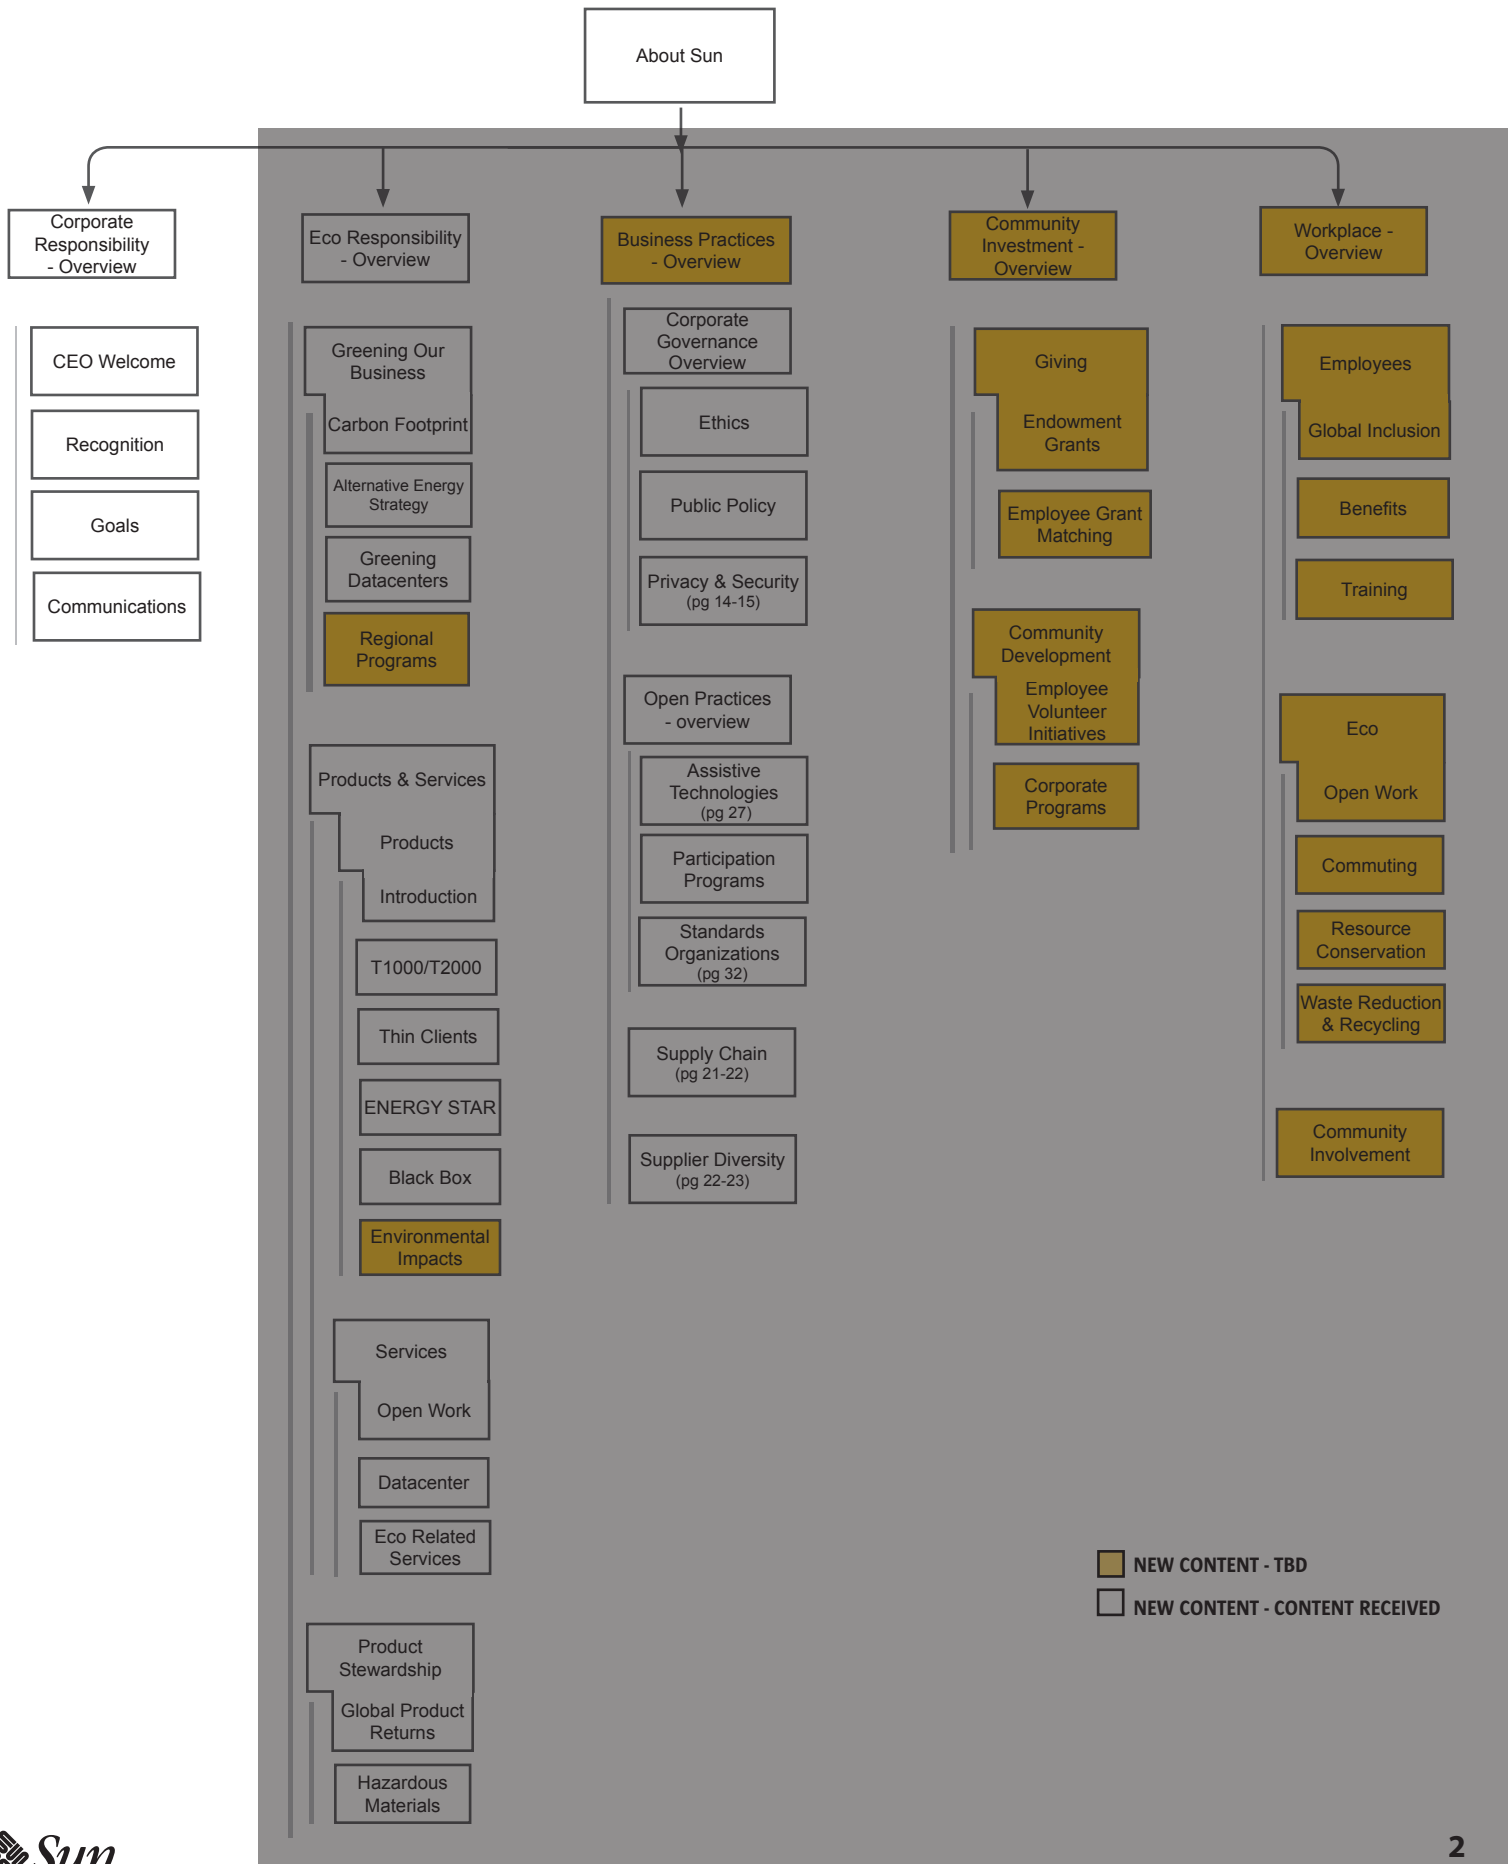 About Sun
Corporate
Responsibility
- Overview
CEO Welcome
Recognition
Goals
Communications
Eco Responsibility
- Overview
Greening Our
Business
Carbon Footprint
Alternative Energy
Strategy
Greening
Datacenters
Regional
Programs
Products & Services
Products
Introduction
T1000/T2000
Thin Clients
ENERGY STAR
Black Box
Environmental
Impacts
Services
Open Work
Datacenter
Eco Related
Services
Product
Stewardship
Global Product
Returns
Hazardous
Materials
Business Practices
- Overview
Corporate
Governance
Overview
Ethics
Public Policy
Privacy & Security
(pg 14-15)
Open Practices
- overview
Assistive
Technologies
(pg 27)
Participation
Programs
Standards
Organizations
(pg 32)
Supply Chain
(pg 21-22)
Supplier Diversity
(pg 22-23)
Community
Investment -
Overview
Giving
Endowment
Grants
Employee Grant
Matching
Community
Development
Employee
Volunteer
Initiatives
Corporate
Programs
Workplace -
Overview
Employees
Global Inclusion
Benefits
Training
Eco
Open Work
Commuting
Resource
Conservation
Waste Reduction
& Recycling
Community
Involvement
NEW CONTENT - TBD
NEW CONTENT - CONTENT RECEIVED
Sun
2